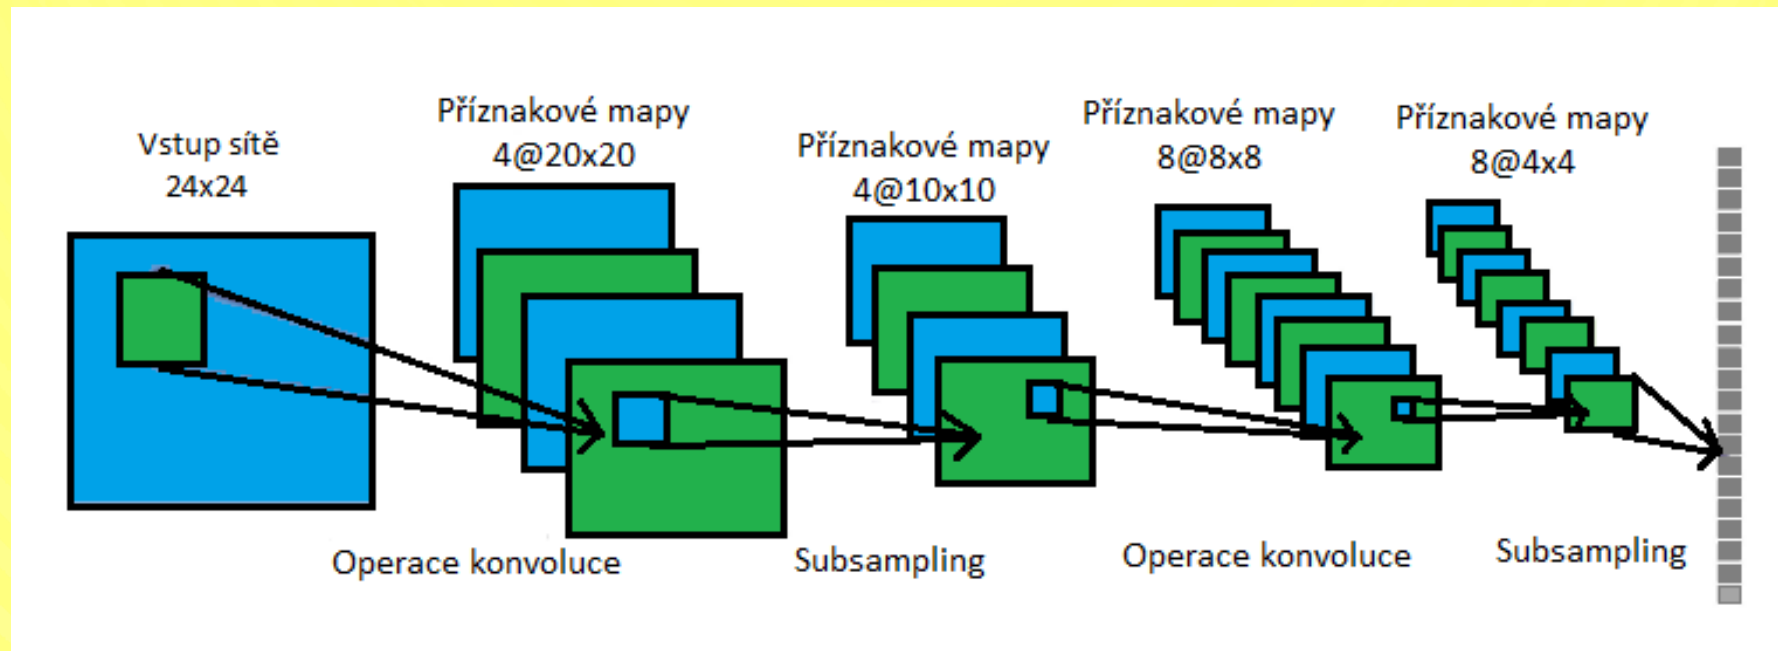 Vstup sítě
24x24
Příznakové mapy
4@20x20
Příznakové mapy
4@10x10
Příznakové mapy
8@8x8
Příznakové mapy
8@4x4
Operace konvoluce
Subsampling
Operace konvoluce
Subsampling